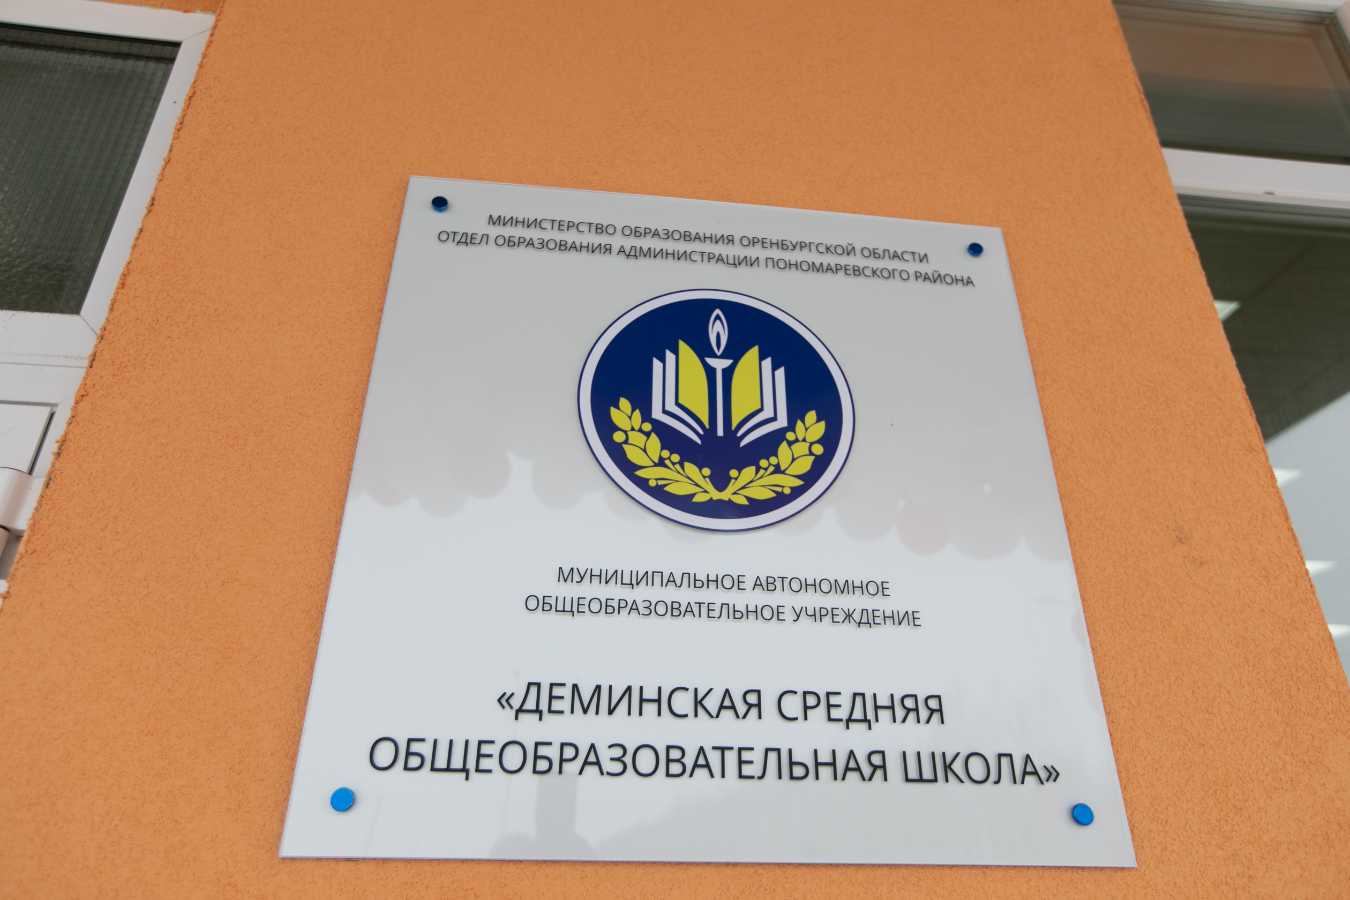 МИНИСТЕРСТВО ОБРАЗОВАНИЯ ОРЕНБУРГСКОЙ ОБЛАСТИ
ОТДЕЛ ОБРАЗОВАНИЯ АДМИНИСТРАЦИИ ПОНОМАРЕВСКОГО РАЙОНА
МУНИЦИПАЛЬНОЕ АВТОНОМНОЕ
ОБЩЕОБРАЗОВАТЕЛЬНОЕ УЧРЕЖДЕНИЕ
«ДЕМИНСКАЯ СРЕДНЯЯ
ОБЩЕОБРАЗОВАТЕЛЬНАЯ ШКОЛА»